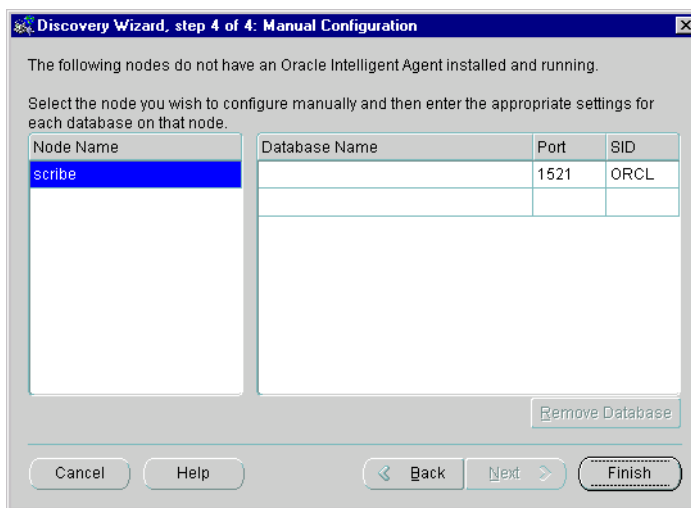 Discovery Wizard, step 4 of 4: Manual Configuration
The following nodes do not have an Oracle Intelligent Agent installed and running.
Select the node you wish to configure manually and then enter the appropriate settings for
each database on that node.
Node Name Database Name Port SID
scribe 1521 ORCL
Remove Database
Cancel Help Back Next Finish